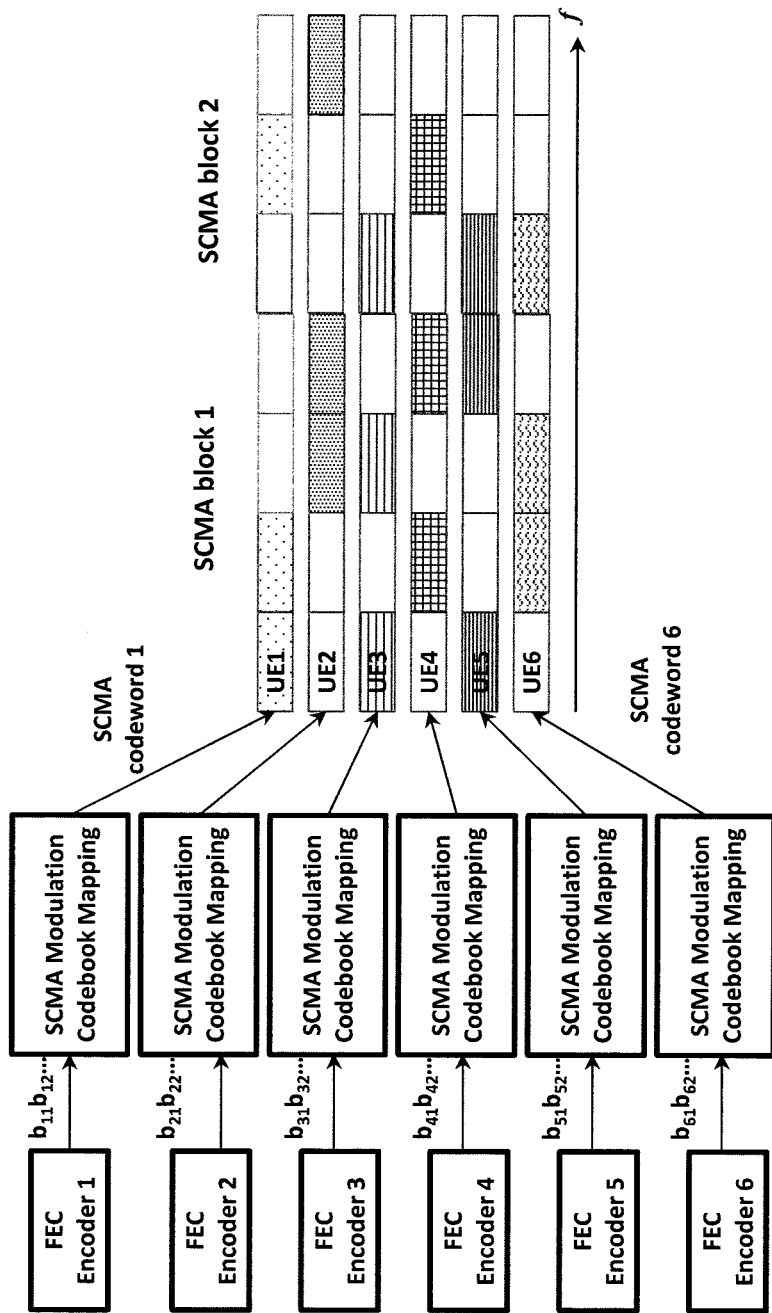 FEC
Encoder 1
b11b12...
SCMA Modulation
Codebook Mapping
FEC
Encoder 2
b21b22...
SCMA Modulation
Codebook Mapping
FEC
Encoder 3
b31b32...
SCMA Modulation
Codebook Mapping
FEC
Encoder 4
b41b42...
SCMA Modulation
Codebook Mapping
FEC
Encoder 5
b51b52...
SCMA Modulation
Codebook Mapping
FEC
Encoder 6
b61b62...
SCMA Modulation
Codebook Mapping
SCMA
codeword 1
SCMA block 1
SCMA block 2
UE1
UE2
UE3
UE4
UE5
UE6
f
SCMA
codeword 6